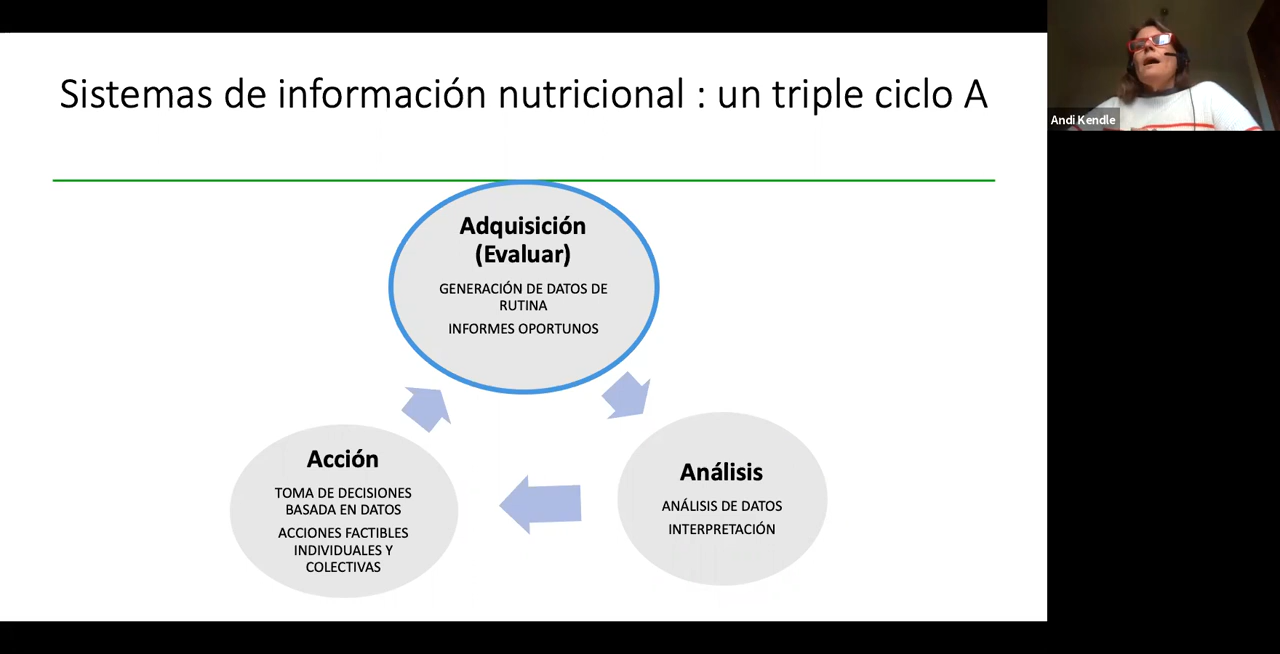 Sistemas de información nutricional : un triple ciclo A
Andi Kendle
Adquisición
(Evaluar)
GENERACIÓN DE DATOS DE
RUTINA
INFORMES OPORTUNOS
Acción
TOMA DE DECISIONES
BASADA EN DATOS
ACCIONES FACTIBLES
INDIVIDUALES Y
COLECTIVAS
Análisis
ANÁLISIS DE DATOS
INTERPRETACIÓN